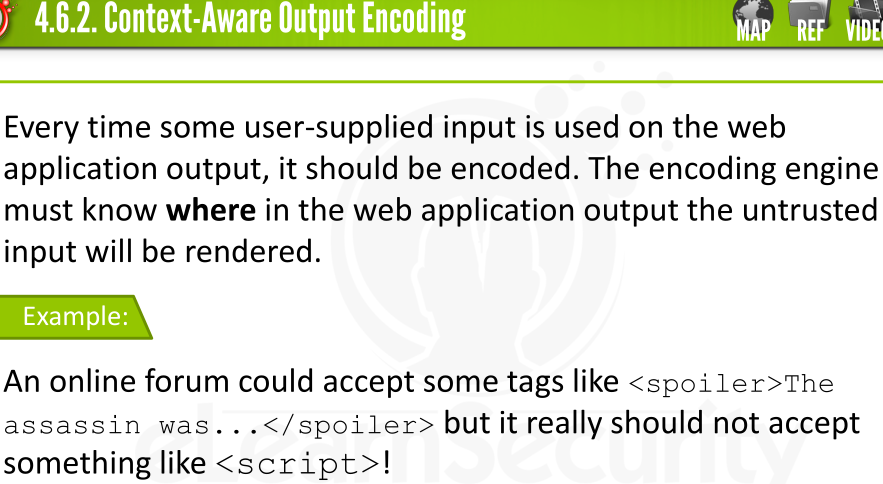 4.6.2. Context-Aware Output Encoding
MAP REF VIDEO
Every time some user-supplied input is used on the web
application output, it should be encoded. The encoding engine
must know where in the web application output the untrusted
input will be rendered.
Example:
An online forum could accept some tags like <spoiler>The
assassin was...</spoiler> but it really should not accept
something like <script>!
eLearnSecurity